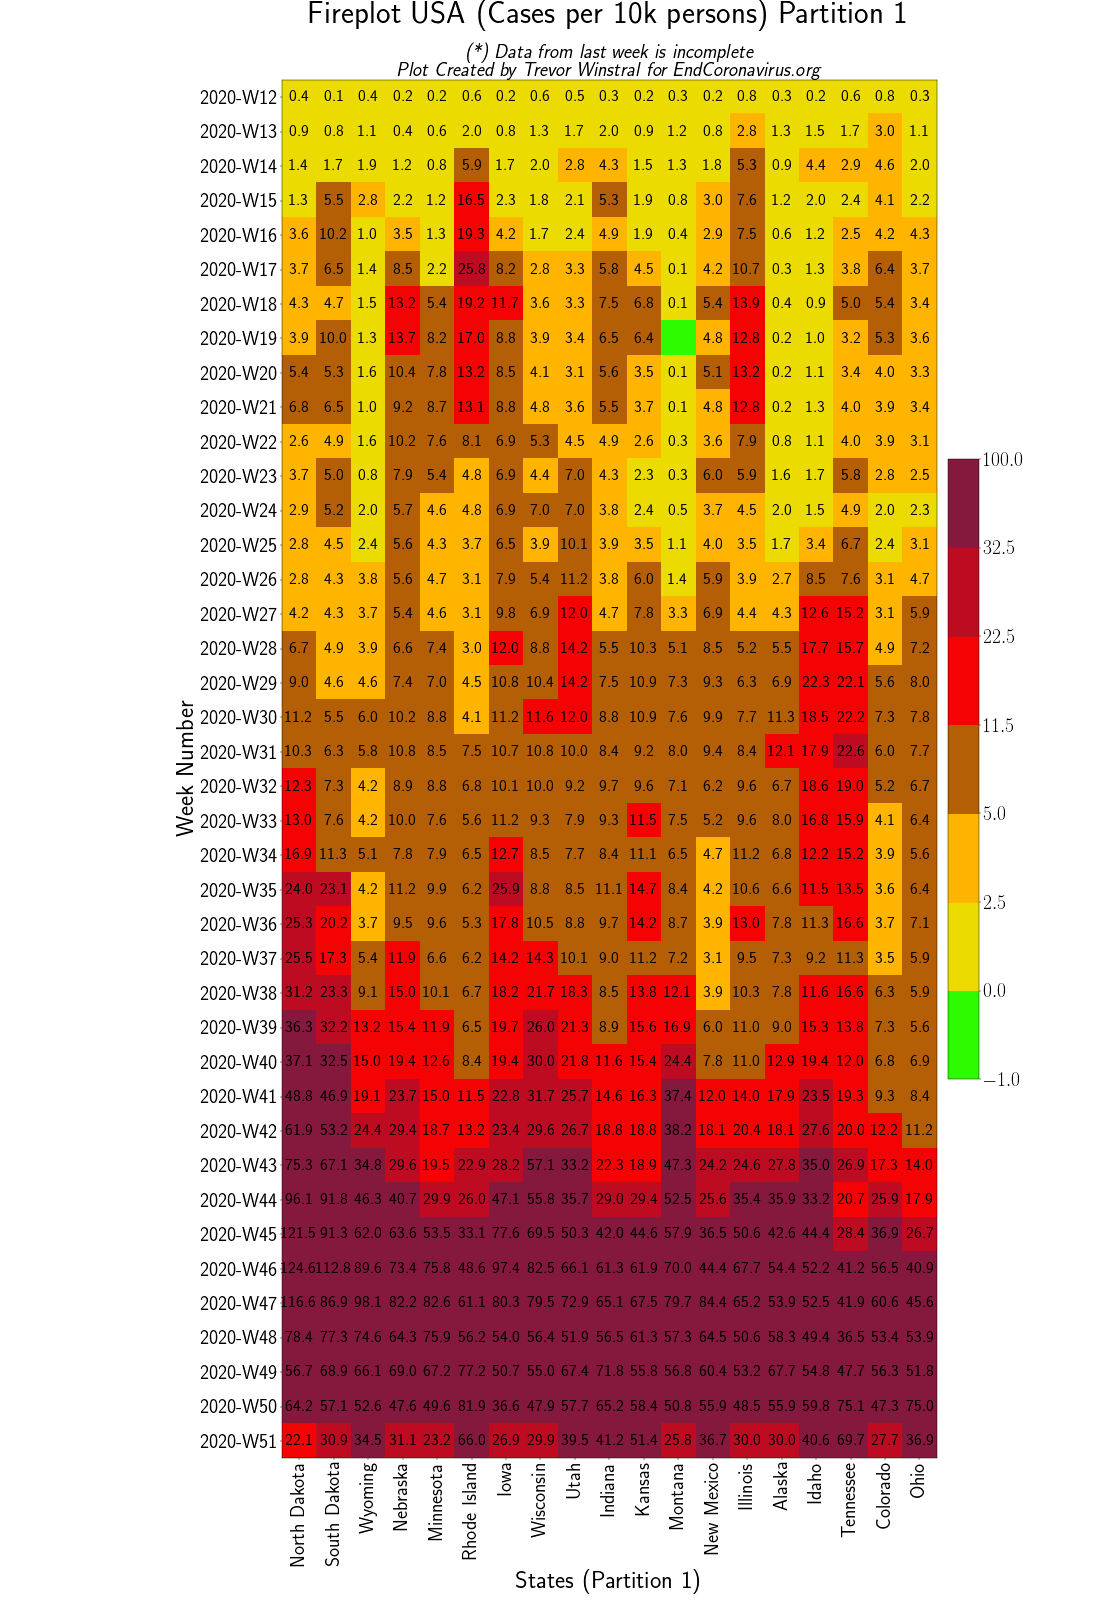 Fireplot USA (Cases per 10k persons) Partition 1
(*) Data from last week is incomplete
Plot Created by Trevor Winstral for EndCoronavirus.org
2020-W12 0.4 0.1 0.4 0.2 0.2 0.6 0.2 0.6 0.5 0.3 0.2 0.3 0.2 0.8 0.3 0.2 0.6 0.8 0.3
2020-W13 0.9 0.8 1.1 0.4 0.6 2.0 0.8 1.3 1.7 2.0 0.9 1.2 0.8 2.8 1.3 1.5 1.7 3.0 1.1
2020-W14 1.4 1.7 1.9 1.2 0.8 5.9 1.7 2.0 2.8 4.3 1.5 1.3 1.8 5.3 0.9 4.4 2.9 4.6 2.0
2020-W15 1.3 5.5 2.8 2.2 1.2 16.5 2.3 1.8 2.1 5.3 1.9 0.8 3.0 7.6 1.2 2.0 2.4 4.1 2.2
2020-W16 3.6 10.2 1.0 3.5 1.3 19.3 4.2 1.7 2.4 4.9 1.9 0.4 2.9 7.5 0.6 1.2 2.5 4.2 4.3
2020-W17 3.7 6.5 1.4 8.5 2.2 25.8 8.2 2.8 3.3 5.8 4.5 0.1 4.2 10.7 0.3 1.3 3.8 6.4 3.7
2020-W18 4.3 4.7 1.5 13.2 5.4 19.2 11.7 3.6 3.3 7.5 6.8 0.1 5.4 13.9 0.4 0.9 5.0 5.4 3.4
2020-W19 3.9 10.0 1.3 13.7 8.2 17.0 8.8 3.9 3.4 6.5 6.4 4.8 12.8 0.2 1.0 3.2 5.3 3.6
2020-W20 5.4 5.3 1.6 10.4 7.8 13.2 8.5 4.1 3.1 5.6 3.5 0.1 5.1 13.2 0.2 1.1 3.4 4.0 3.3
2020-W21 6.8 6.5 1.0 9.2 8.7 13.1 8.8 4.8 3.6 5.5 3.7 0.1 4.8 12.8 0.2 1.3 4.0 3.9 3.4
2020-W22 2.6 4.9 1.6 10.2 7.6 8.1 6.9 5.3 4.5 4.9 2.6 0.3 3.6 7.9 0.8 1.1 4.0 3.9 3.1
2020-W23 3.7 5.0 0.8 7.9 5.4 4.8 6.9 4.4 7.0 4.3 2.3 0.3 6.0 5.9 1.6 1.7 5.8 2.8 2.5
2020-W24 2.9 5.2 2.0 5.7 4.6 4.8 6.9 7.0 7.0 3.8 2.4 0.5 3.7 4.5 2.0 1.5 4.9 2.0 2.3
2020-W25 2.8 4.5 2.4 5.6 4.3 3.7 6.5 3.9 10.1 3.9 3.5 1.1 4.0 3.5 1.7 3.4 6.7 2.4 3.1
2020-W26 2.8 4.3 3.8 5.6 4.7 3.1 7.9 5.4 11.2 3.8 6.0 1.4 5.9 3.9 2.7 8.5 7.6 3.1 4.7
2020-W27 4.2 4.3 3.7 5.4 4.6 3.1 9.8 6.9 12.0 4.7 7.8 3.3 6.9 4.4 4.3 12.6 15.2 3.1 5.9
2020-W28 6.7 4.9 3.9 6.6 7.4 3.0 12.0 8.8 14.2 5.5 10.3 5.1 8.5 5.2 5.5 17.7 15.7 4.9 7.2
2020-W29 9.0 4.6 4.6 7.4 7.0 4.5 10.8 10.4 14.2 7.5 10.9 7.3 9.3 6.3 6.9 22.3 22.1 5.6 8.0
2020-W30 11.2 5.5 6.0 10.2 8.8 4.1 11.2 11.6 12.0 8.8 10.9 7.6 9.9 7.7 11.3 18.5 22.2 7.3 7.8
2020-W31 10.3 6.3 5.8 10.8 8.5 7.5 10.7 10.8 10.0 8.4 9.2 8.0 9.4 8.4 12.1 17.9 22.6 6.0 7.7
2020-W32 12.3 7.3 4.2 8.9 8.8 6.8 10.1 10.0 9.2 9.7 9.6 7.1 6.2 9.6 6.7 18.6 19.0 5.2 6.7
2020-W33 13.0 7.6 4.2 10.0 7.6 5.6 11.2 9.3 7.9 9.3 11.5 7.5 5.2 9.6 8.0 16.8 15.9 4.1 6.4
2020-W34 16.9 11.3 5.1 7.8 7.9 6.5 12.7 8.5 7.7 8.4 11.1 6.5 4.7 11.2 6.8 12.2 15.2 3.9 5.6
2020-W35 24.0 23.1 4.2 11.2 9.9 6.2 25.9 8.8 8.5 11.1 14.7 8.4 4.2 10.6 6.6 11.5 13.5 3.6 6.4
2020-W36 25.3 20.2 3.7 9.5 9.6 5.3 17.8 10.5 8.8 9.7 14.2 8.7 3.9 13.0 7.8 11.3 16.6 3.7 7.1
2020-W37 25.5 17.3 5.4 11.9 6.6 6.2 14.2 14.3 10.1 9.0 11.2 7.2 3.1 9.5 7.3 9.2 11.3 3.5 5.9
2020-W38 31.2 23.3 9.1 15.0 10.1 6.7 18.2 21.7 18.3 8.5 13.8 12.1 3.9 10.3 7.8 11.6 16.6 6.3 5.9
2020-W39 36.3 32.2 13.2 15.4 11.9 6.5 19.7 26.0 21.3 8.9 15.6 16.9 6.0 11.0 9.0 15.3 13.8 7.3 5.6
2020-W40 37.1 32.5 15.0 19.4 12.6 8.4 19.4 30.0 21.8 11.6 15.4 24.4 7.8 11.0 12.9 19.4 12.0 6.8 6.9
2020-W41 48.8 46.9 19.1 23.7 15.0 11.5 22.8 31.7 25.7 14.6 16.3 37.4 12.0 14.0 17.9 23.5 19.3 9.3 8.4
2020-W42 61.9 53.2 24.4 29.4 18.7 13.2 23.4 29.6 26.7 18.8 18.8 38.2 18.1 20.4 18.1 27.6 20.0 12.2 11.2
2020-W43 75.3 67.1 34.8 29.6 19.5 22.9 28.2 57.1 33.2 22.3 18.9 47.3 24.2 24.6 27.8 35.0 26.9 17.3 14.0
2020-W44 96.1 91.8 46.3 40.7 29.9 26.0 47.1 55.8 35.7 29.0 29.4 52.5 25.6 35.4 35.9 33.2 20.7 25.9 17.9
2020-W45 121.5 91.3 62.0 63.6 53.5 33.1 77.6 69.5 50.3 42.0 44.6 57.9 36.5 50.6 42.6 44.4 28.4 36.9 26.7
2020-W46 124.6 112.8 89.6 73.4 75.8 48.6 97.4 82.5 66.1 61.3 61.9 70.0 44.4 67.7 54.4 52.2 41.2 56.5 40.9
2020-W47 116.6 86.9 98.1 82.2 82.6 61.1 80.3 79.5 72.9 65.1 67.5 79.7 84.4 65.2 53.9 52.5 41.9 60.6 45.6
2020-W48 78.4 77.3 74.6 64.3 75.9 56.2 54.0 56.4 51.9 56.5 61.3 57.3 64.5 50.6 58.3 49.4 36.5 53.4 53.9
2020-W49 56.7 68.9 66.1 69.0 67.2 77.2 50.7 55.0 67.4 71.8 55.8 56.8 60.4 53.2 67.7 54.8 47.7 56.3 51.8
2020-W50 64.2 57.1 52.6 47.6 49.6 81.9 36.6 47.9 57.7 65.2 58.4 50.8 55.9 48.5 55.9 59.8 75.1 47.3 75.0
2020-W51 22.1 30.9 34.5 31.1 23.2 66.0 26.9 29.9 39.5 41.2 51.4 25.8 36.7 30.0 30.0 40.6 69.7 27.7 36.9
North Dakota
South Dakota
Wyoming
Nebraska
Minnesota
Rhode Island
Iowa
Wisconsin
Utah
Indiana
Kansas
Montana
New Mexico
Illinois
Alaska
Idaho
Tennessee
Colorado
Ohio
States (Partition 1)
Week Number
100.0
32.5
22.5
11.5
5.0
2.5
0.0
−1.0